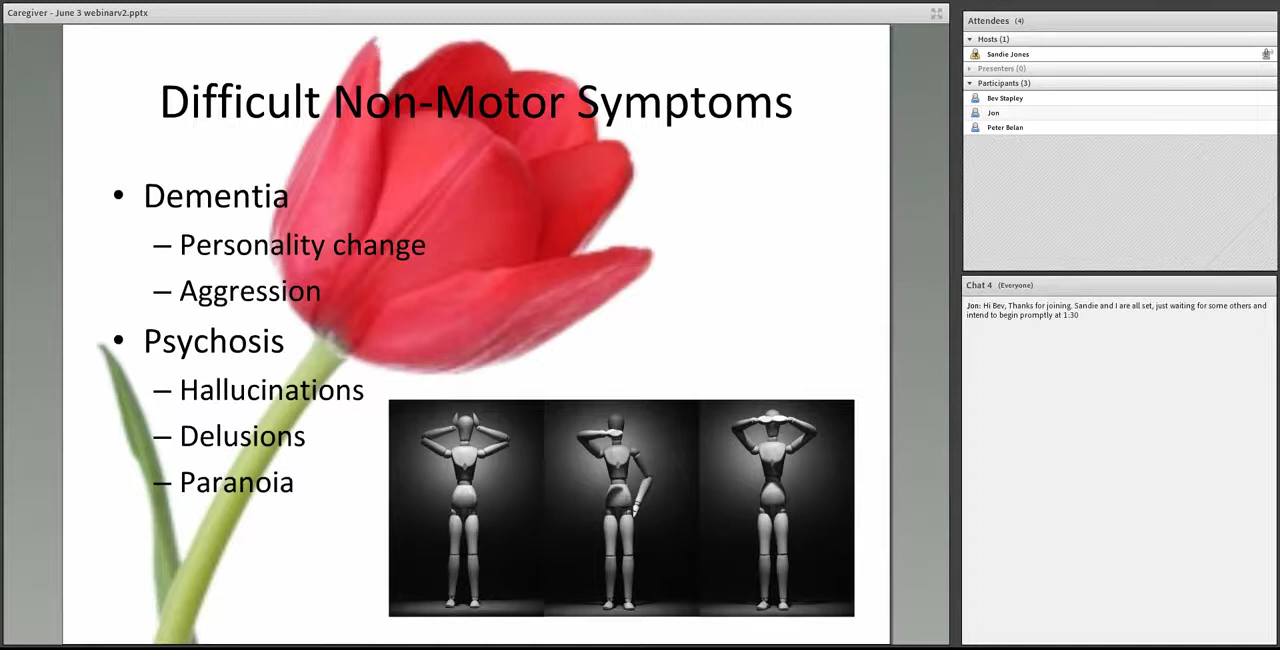 Caregiver - June 3 webinarv2.pptx
Difficult Non-Motor Symptoms
• Dementia
– Personality change
– Aggression
• Psychosis
– Hallucinations
– Delusions
– Paranoia
Attendees (4)
Hosts (1)
Sandie Jones
Presenters (0)
Participants (3)
Bev Stapley
Jon
Peter Belan
Chat 4 (Everyone)
Jon: Hi Bev, Thanks for joining. Sandie and I are all set, just waiting for some others and
intend to begin promptly at 1:30